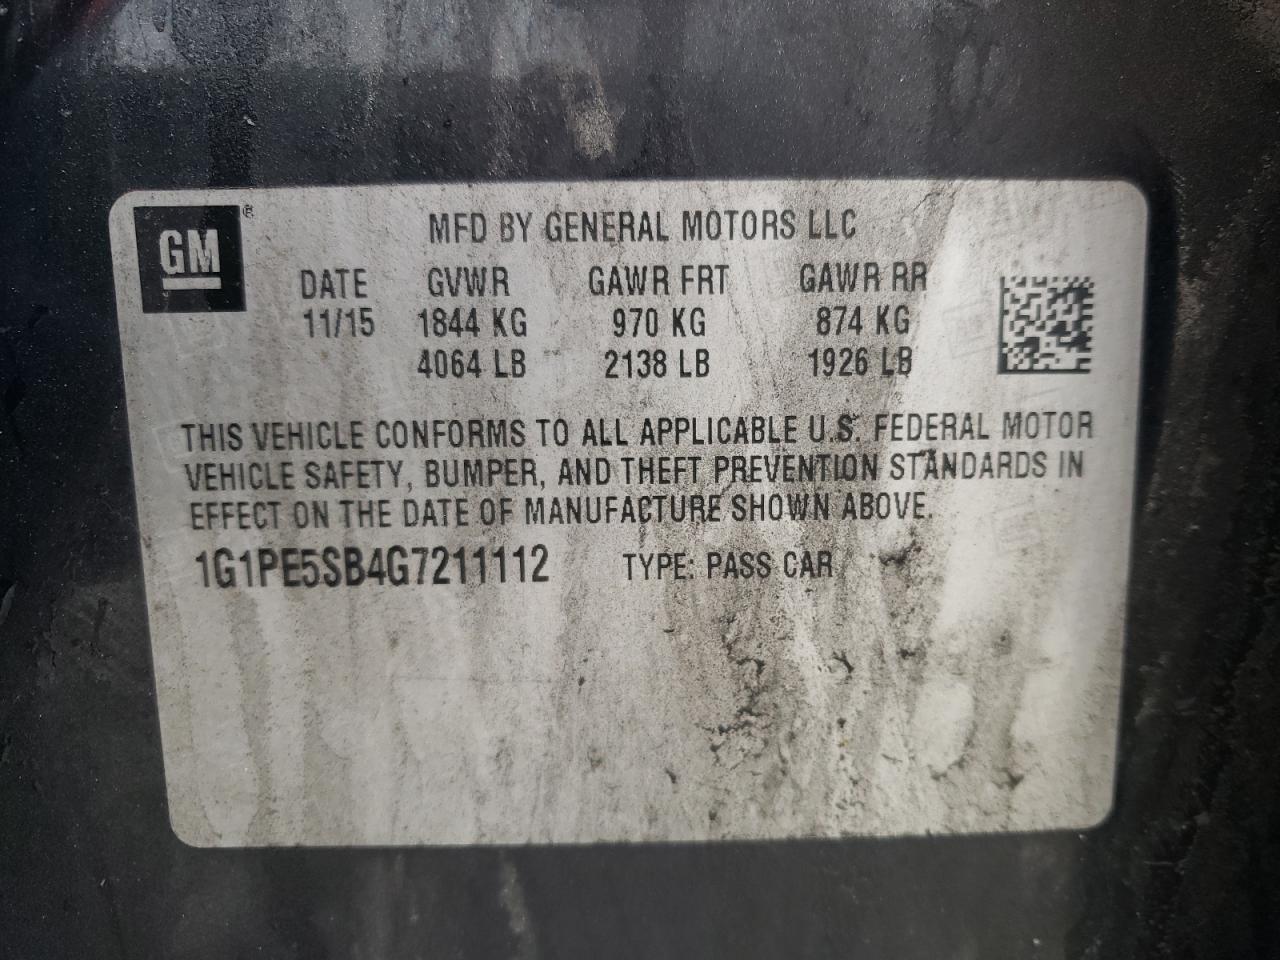 GM ®
MFD BY GENERAL MOTORS LLC
DATE GVWR GAWR FRT GAWR RR
11/15 1844 KG 970 KG 874 KG
4064 LB 2138 LB 1926 LB
THIS VEHICLE CONFORMS TO ALL APPLICABLE U.S. FEDERAL MOTOR
VEHICLE SAFETY, BUMPER, AND THEFT PREVENTION STANDARDS IN
EFFECT ON THE DATE OF MANUFACTURE SHOWN ABOVE.
1G1PE5SB4G7211112 TYPE: PASS CAR